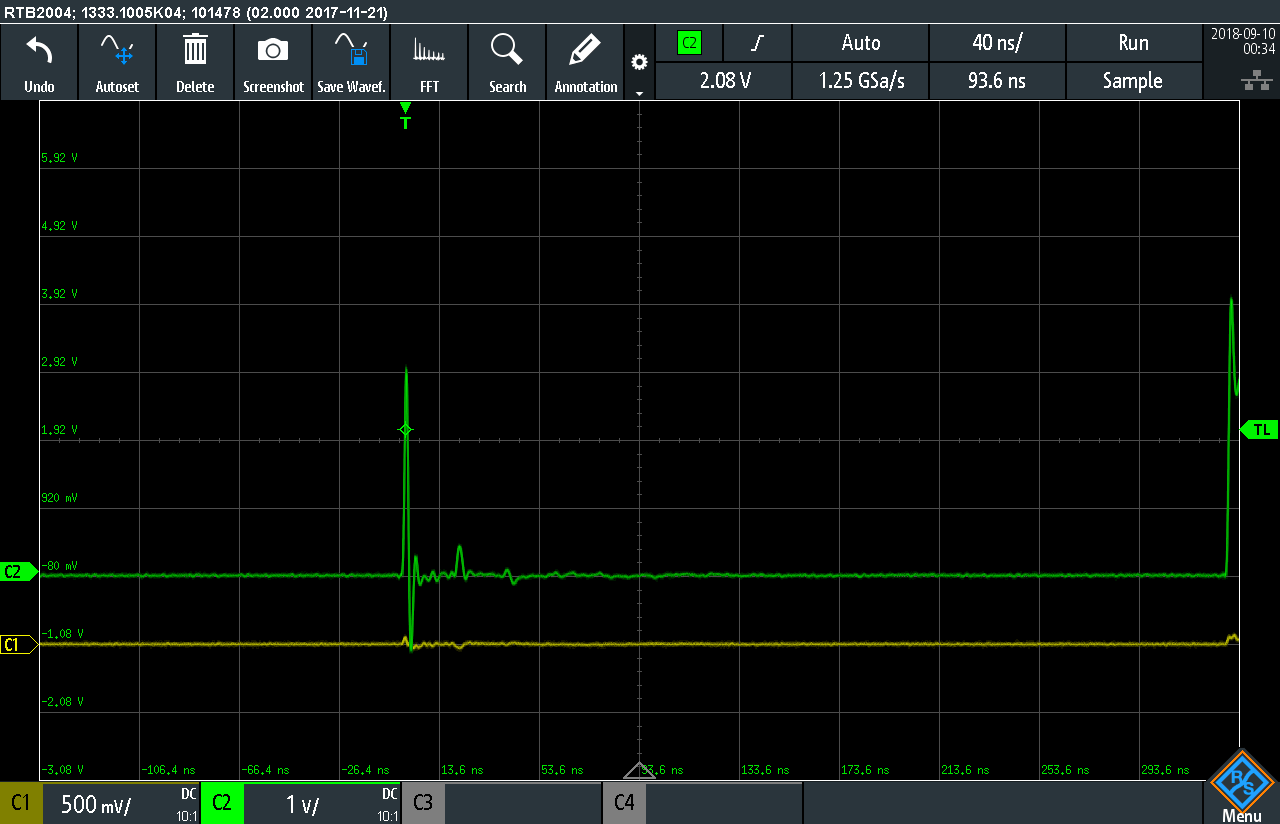 RTB2004; 1333.1005K04; 101478 (02.000 2017-11-21)
Undo
Autoset
Delete
Screenshot
Save Wavef.
FFT
Search
Annotation
C2
Auto
40 ns/
Run
2.08 V
1.25 GSa/s
93.6 ns
Sample
2018-09-10
00:34
T
5,92 V
4,92 V
3,92 V
2,92 V
1,92 V
TL
920 mV
-80 mV
C2
-1,08 V
C1
-2,08 V
-3,08 V
-106,4 ns
-66,4 ns
-26,4 ns
13,6 ns
53,6 ns
93,6 ns
133,6 ns
173,6 ns
213,6 ns
253,6 ns
293,6 ns
C1
500 mV/
DC
10:1
C2
1 V/
DC
10:1
C3
C4
R S
Menu